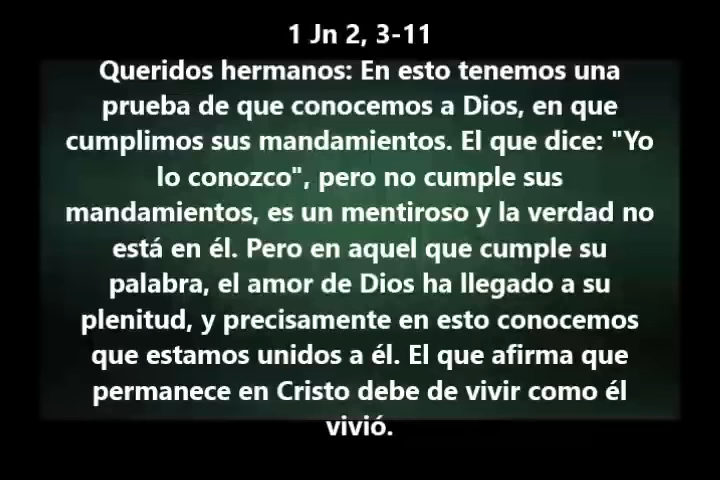 1 Jn 2, 3-11
Queridos hermanos: En esto tenemos una
prueba de que conocemos a Dios, en que
cumplimos sus mandamientos. El que dice: "Yo
lo conozco", pero no cumple sus
mandamientos, es un mentiroso y la verdad no
está en él. Pero en aquel que cumple su
palabra, el amor de Dios ha llegado a su
plenitud, y precisamente en esto conocemos
que estamos unidos a él. El que afirma que
permanece en Cristo debe de vivir como él
vivió.